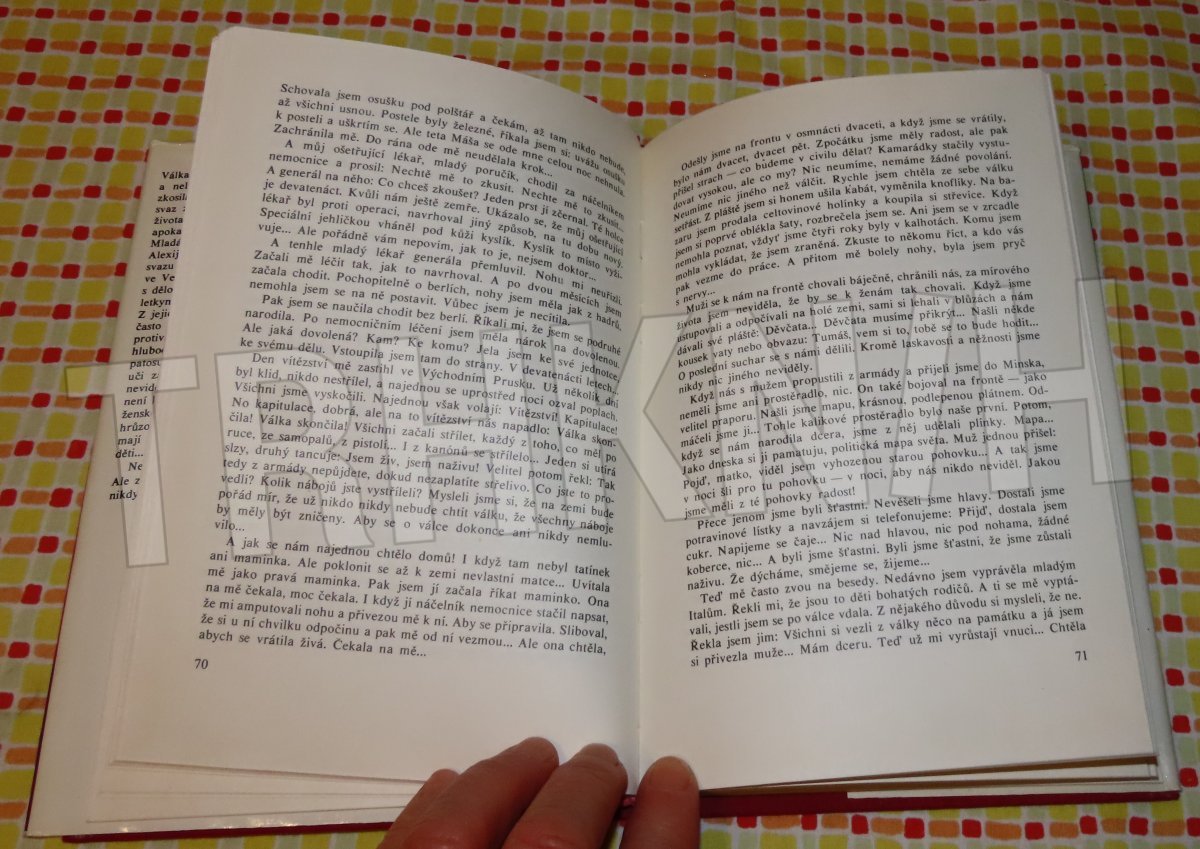 Válka
a nel
zkosila
svaz
života
apoka
Mladé
Alexij
svazu
ve Ve
s dělo
letkyn
Z jejic
často
protiv
hluboc
patosu
učí z
nevide
není l
žensk
hrůzo
mají
děti...
Ne
Ale z
nikdy
Schovala jsem osušku pod polštář a čekám, až tam nikdo nebude,
až všichni usnou. Postele byly železné, říkala jsem si: uvážu osušku
k posteli a uškrtím se. Ale teta Máša se ode mne celou noc nehnula.
Zachránila mě. Do rána ode mě neudělala krok...
A můj ošetřující lékař, mladý poručík, chodil za náčelníkem
nemocnice a prosil: Nechtě mě to zkusit. Nechtě mě to zkusit...
A generál na něho: Co chceš zkoušet? Jeden prst jí zčernal. Té holce
je devatenáct. Kvůli nám ještě zemře. Ukázalo se, že můj ošetřující
lékař byl proti operaci, navrhoval jiný způsob, na tu dobu nový.
Speciální jehličkou vháněl pod kůži kyslík. Kyslík to místo vyži-
vuje... Ale pořádně vám nepovím, jak to je, nejsem doktor...
A tenhle mladý lékař generála přemluvil. Nohu mi neuřízli.
Začali mě léčit tak, jak to navrhoval. A po dvou měsících jsem
začala chodit. Pochopitelně o berlích, nohy jsem měla jak z hadrů,
nemohla jsem se na ně postavit. Vůbec jsem je necítila.
Pak jsem se naučila chodit bez berlí. Říkali mi, že jsem se podruhé
narodila. Po nemocničním léčení jsem měla nárok na dovolenou.
Ale jaká dovolená? Kam? Ke komu? Jela jsem ke své jednotce,
ke svému dělu. Vstoupila jsem tam do strany. V devatenácti letech...
Den vítězství mě zastihl ve Východním Prusku. Už několik dní
byl klid, nikdo nestřílel, a najednou se uprostřed noci ozval poplach.
Všichni jsme vyskočili. Najednou však volají: Vítězství! Kapitulace!
No kapitulace, dobrá, ale na to vítězství nás napadlo: Válka skon-
čila! Válka skončila! Všichni začali střílet, každý z toho, co měl po
ruce, ze samopalů, z pistolí... I z kanónů se střílelo... Jeden si utírá
slzy, druhý tancuje: Jsem živ, jsem naživu! Velitel potom řekl: Tak
tedy z armády nepůjdete, dokud nezaplatíte střelivo. Co jste to pro-
vedli? Kolik nábojů jste vystříleli? Mysleli jsme si, že na zemi bude
pořád mír, že už nikdo nikdy nebude chtít válku, že všechny náboje
by měly být zničeny. Aby se o válce dokonce ani nikdy nemlu-
vilo...
A jak se nám najednou chtělo domů! I když tam nebyl tatínek
ani maminka. Ale poklonit se až k zemi nevlastní matce... Uvítala
mě jako pravá maminka. Pak jsem jí začala říkat maminko. Ona
na mě čekala, moc čekala. I když jí náčelník nemocnice stačil napsat,
že mi amputovali nohu a přivezou mě k ní. Aby se připravila. Sliboval,
že si u ní chvilku odpočinu a pak mě od ní vezmou... Ale ona chtěla,
abych se vrátila živá. Čekala na mě...
70
Odešly jsme na frontu v osmnácti dvaceti, a když jsme se vrátily,
bylo nám dvacet, dvacet pět. Zpočátku jsme měly radost, ale pak
přišel strach — co budeme v civilu dělat? Kamarádky stačily vystu-
dovat vysokou, ale co my? Nic neumíme, nemáme žádné povolání.
Neumíme nic jiného než válčit. Rychle jsem chtěla ze sebe válku
setřást. Z pláště jsem si honem ušila kabát, vyměnila knoflíky. Na ba-
zaru jsem prodala celtovinové holínky a koupila si střevíce. Když
jsem si poprvé oblékla šaty, rozbrečela jsem se. Ani jsem se v zrcadle
nemohla poznat, vždyť jsme čtyři roky byly v kalhotách. Komu jsem
mohla vykládat, že jsem zraněná. Zkuste to někomu říct, a kdo vás
pak vezme do práce. A přitom mě bolely nohy, byla jsem pryč
s nervy...
Muži se k nám na frontě chovali báječně, chránili nás, za mírového
života jsem neviděla, že by se k ženám tak chovali. Když jsme
ustupovali a odpočívali na holé zemi, sami si lehali v blůzách a nám
dávali své pláště: Děvčata... Děvčata musíme přikrýt... Našli někde
kousek vaty nebo obvazu: Tumáš, vem si to, tobě se to bude hodit...
O poslední suchar se s námi dělili. Kromě laskavosti a něžnosti jsme
nikdy nic jiného neviděly.
Když nás s mužem propustili z armády a přijeli jsme do Minska,
neměli jsme ani prostěradlo, nic. On také bojoval na frontě — jako
velitel praporu. Našli jsme mapu, krásnou, podlepenou plátnem. Od-
máčeli jsme ji... Tohle kalikové prostěradlo bylo naše první. Potom,
když se nám narodila dcera, jsme z něj udělali plínky. Mapa...
Jako dneska si ji pamatuju, politická mapa světa. Muž jednou přišel:
Pojď, matko, viděl jsem vyhozenou starou pohovku... A tak jsme
v noci šli pro tu pohovku — v noci, aby nás nikdo neviděl. Jakou
jsme měli z té pohovky radost!
Přece jenom jsme byli šťastni. Nevěšeli jsme hlavy. Dostali jsme
potravinové lístky a navzájem si telefonujeme: Přijď, dostala jsem
cukr. Napijeme se čaje... Nic nad hlavou, nic pod nohama, žádné
koberce, nic... A byli jsme šťastni. Byli jsme šťastni, že jsme zůstali
naživu. Že dýcháme, smějeme se, žijeme...
Teď mě často zvou na besedy. Nedávno jsem vyprávěla mladým
Italům. Řekli mi, že jsou to děti bohatých rodičů. A ti se mě vyptá-
vali, jestli jsem se po válce vdala. Z nějakého důvodu si mysleli, že ne.
Řekla jsem jim: Všichni si vezli z války něco na památku a já jsem
si přivezla muže... Mám dceru. Teď už mi vyrůstají vnuci... Chtěla
71